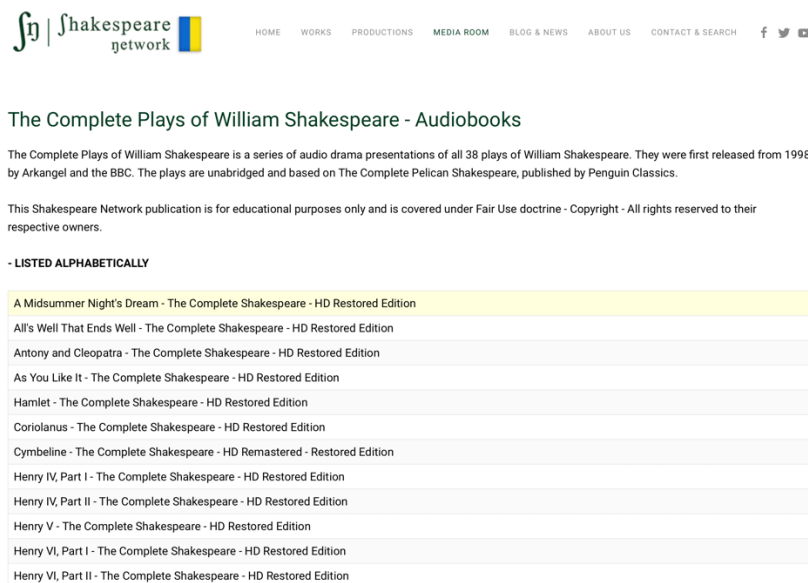 ſη | ſhakespeare
ηetwork
HOME WORKS PRODUCTIONS MEDIA ROOM BLOG & NEWS ABOUT US CONTACT & SEARCH
The Complete Plays of William Shakespeare - Audiobooks
The Complete Plays of William Shakespeare is a series of audio drama presentations of all 38 plays of William Shakespeare. They were first released from 1998
by Arkangel and the BBC. The plays are unabridged and based on The Complete Pelican Shakespeare, published by Penguin Classics.
This Shakespeare Network publication is for educational purposes only and is covered under Fair Use doctrine - Copyright - All rights reserved to their
respective owners.
- LISTED ALPHABETICALLY
A Midsummer Night's Dream - The Complete Shakespeare - HD Restored Edition
All's Well That Ends Well - The Complete Shakespeare - HD Restored Edition
Antony and Cleopatra - The Complete Shakespeare - HD Restored Edition
As You Like It - The Complete Shakespeare - HD Restored Edition
Hamlet - The Complete Shakespeare - HD Restored Edition
Coriolanus - The Complete Shakespeare - HD Restored Edition
Cymbeline - The Complete Shakespeare - HD Remastered - Restored Edition
Henry IV, Part I - The Complete Shakespeare - HD Restored Edition
Henry IV, Part II - The Complete Shakespeare - HD Restored Edition
Henry V - The Complete Shakespeare - HD Restored Edition
Henry VI, Part I - The Complete Shakespeare - HD Restored Edition
Henry VI, Part II - The Complete Shakespeare - HD Restored Edition